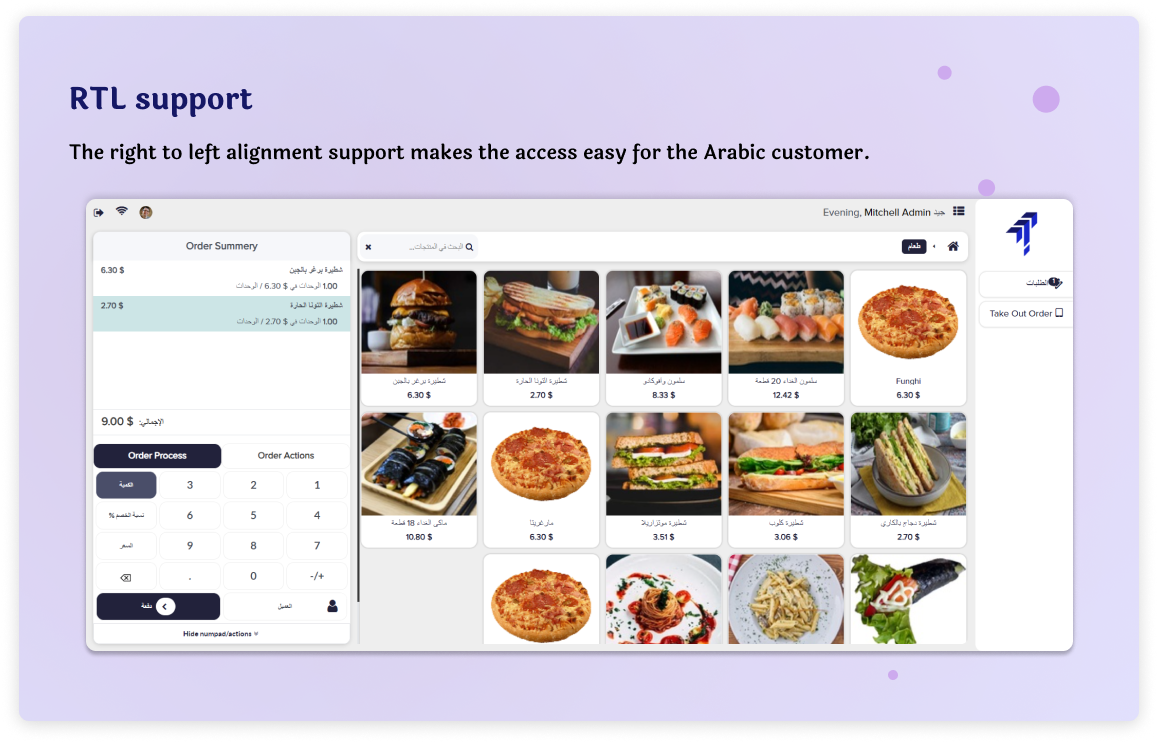 RTL support
The right to left alignment support makes the access easy for the Arabic customer.
Evening, Mitchell Admin
Order Summery
شطيرة برغر بالجبن 6.30 $
1.00 الوحدات في $ 6.30 / الوحدات
شطيرة التونا الحارة 2.70 $
1.00 الوحدات في $ 2.70 / الوحدات
الإجمالي: 9.00 $
Order Process Order Actions
الكمية 3 2 1
نسبة الخصم % 6 5 4
السعر 9 8 7
. 0 -/+
دفعة
العميل
Hide numpad/actions
البحث في المنتجات...
طعام
شطيرة برغر بالجبن
6.30 $
شطيرة التونا الحارة
2.70 $
سلمون وافوكادو
8.33 $
سلمون الغداء 20 قطعة
12.42 $
Funghi
6.30 $
ماكي الغداء 18 قطعة
10.80 $
مارغريتا
6.30 $
شطيرة موتزاريلا
3.51 $
شطيرة كلوب
3.06 $
شطيرة دجاج بالكاري
2.70 $
1
الطلبات
Take Out Order